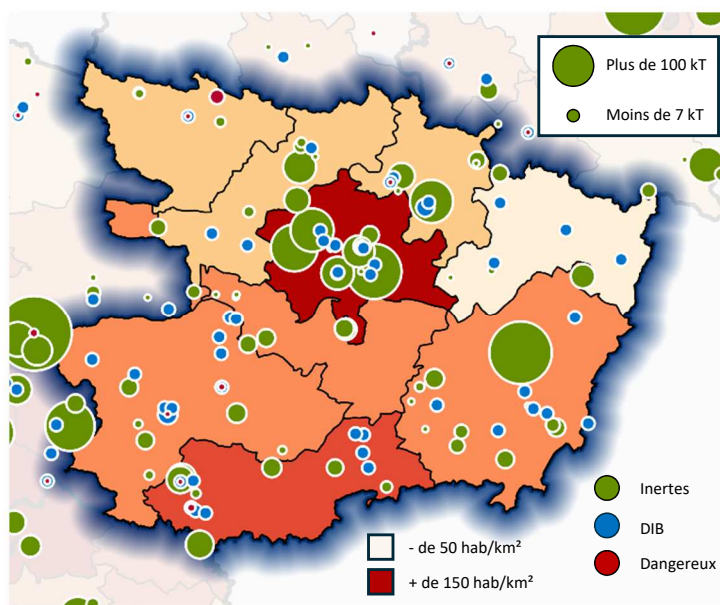 Plus de 100 kT
Moins de 7 kT
Inertes
DIB
Dangereux
- de 50 hab/km²
+ de 150 hab/km²